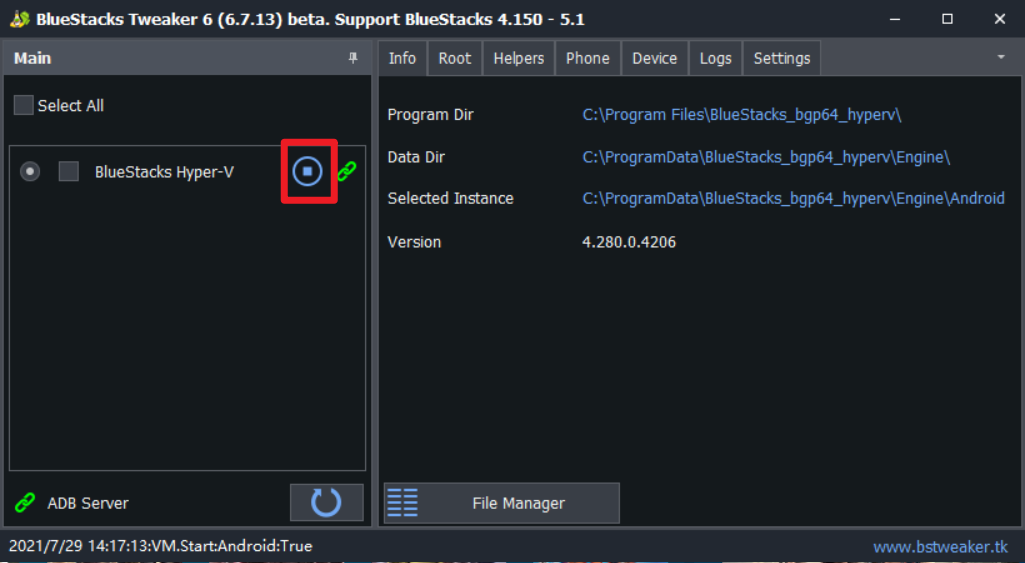 BlueStacks Tweaker 6 (6.7.13) beta. Support BlueStacks 4.150 - 5.1
Main
Select All
BlueStacks Hyper-V
ADB Server
Info Root Helpers Phone Device Logs Settings
Program Dir C:\Program Files\BlueStacks_bgp64_hyperv\
Data Dir C:\ProgramData\BlueStacks_bgp64_hyperv\Engine\
Selected Instance C:\ProgramData\BlueStacks_bgp64_hyperv\Engine\Android
Version 4.280.0.4206
File Manager
2021/7/29 14:17:13:VM.Start:Android:True www.bstweaker.tk